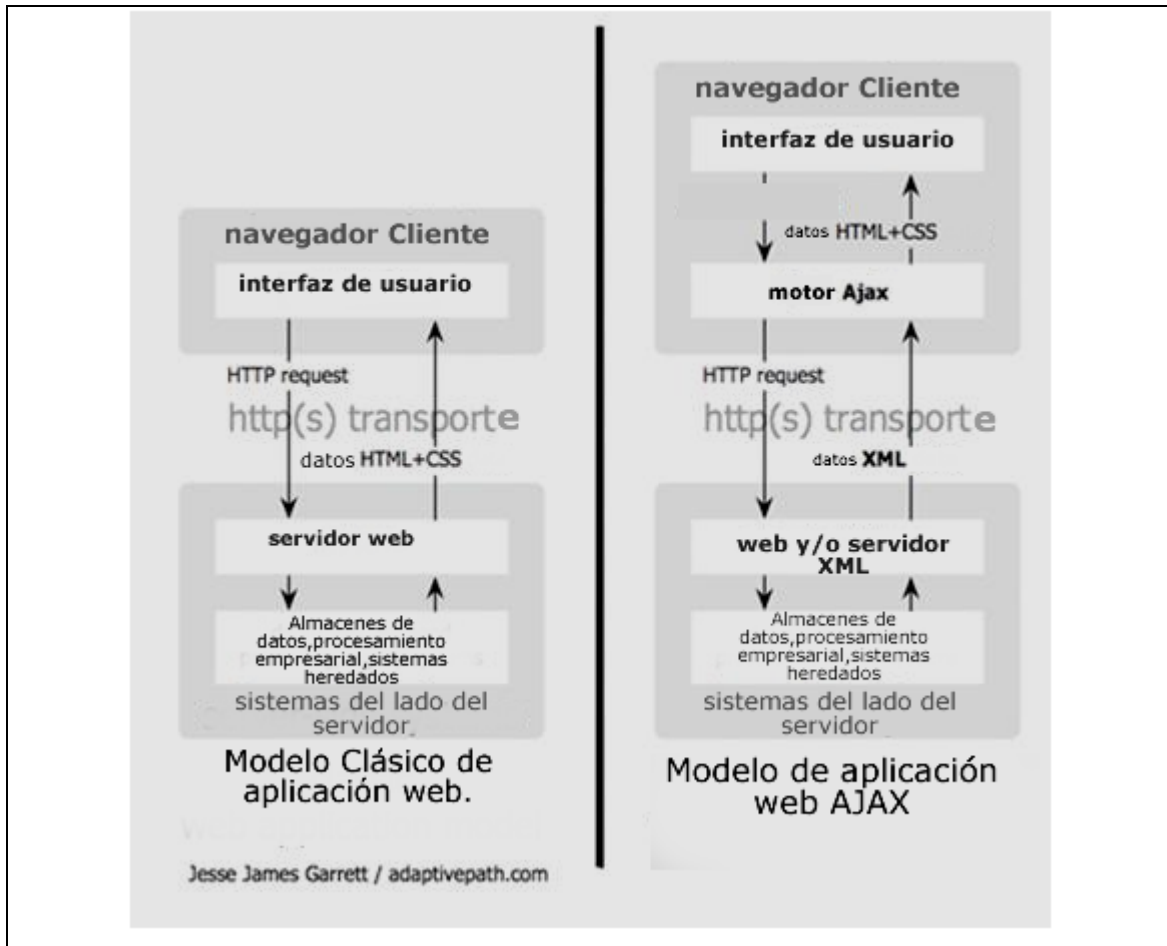 navegador Cliente
interfaz de usuario
HTTP request
http(s) transporte
datos HTML+CSS
servidor web
Almacenes de
datos,procesamiento
empresarial,sistemas
heredados
sistemas del lado del
servidor
Modelo Clásico de
aplicación web.
Jesse James Garrett / adaptivepath.com
navegador Cliente
interfaz de usuario
datos HTML+CSS
motor Ajax
HTTP request
http(s) transporte
datos XML
web y/o servidor
XML
Almacenes de
datos,procesamiento
empresarial,sistemas
heredados
sistemas del lado del
servidor
Modelo de aplicación
web AJAX